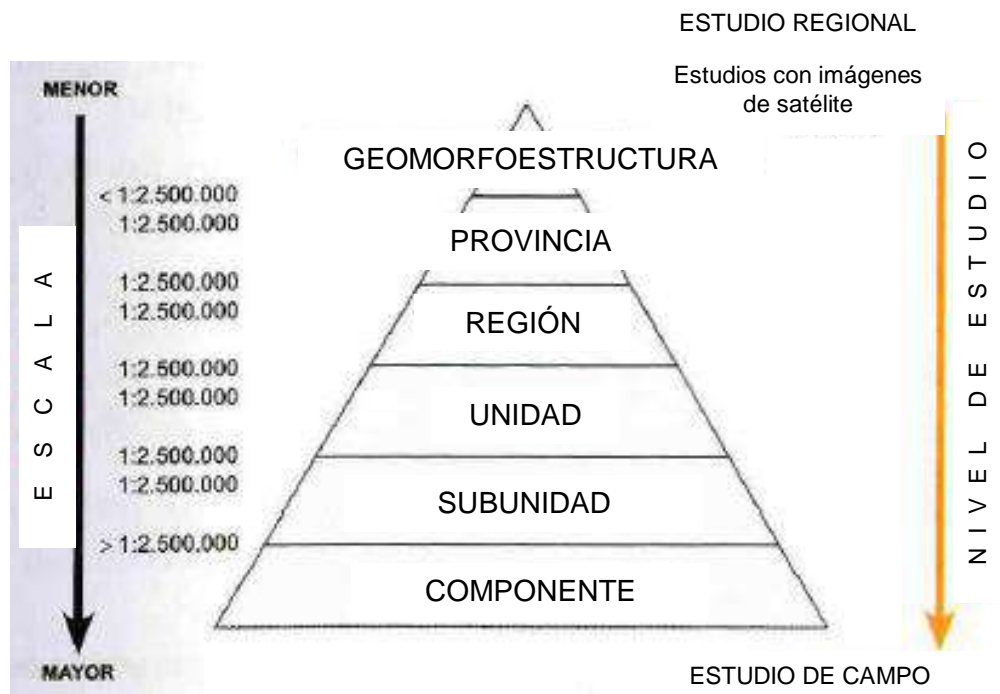 ESTUDIO REGIONAL
Estudios con imágenes
de satélite
MENOR
GEOMORFOESTRUCTURA
< 1:2.500.000
1:2.500.000
PROVINCIA
1:2.500.000
1:2.500.000
REGIÓN
1:2.500.000
1:2.500.000
UNIDAD
1:2.500.000
1:2.500.000
SUBUNIDAD
> 1:2.500.000
COMPONENTE
MAYOR
ESTUDIO DE CAMPO
ESCALA
NIVEL DE ESTUDIO